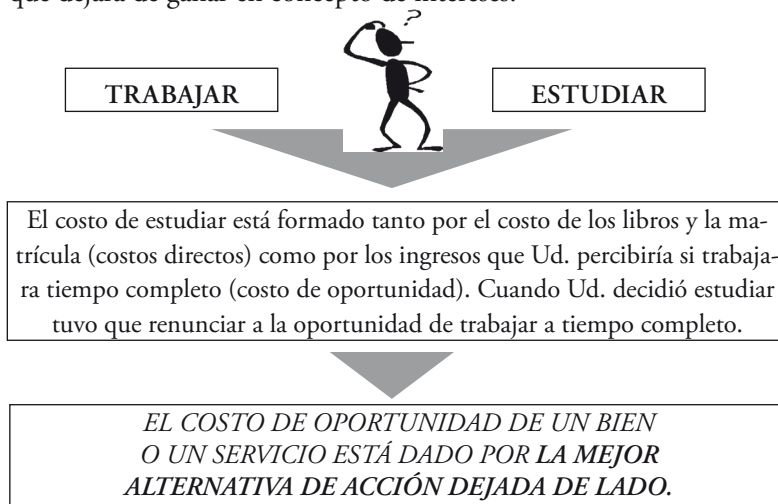 que dejará de ganar en concepto de intereses.
?
TRABAJAR
ESTUDIAR
El costo de estudiar está formado tanto por el costo de los libros y la ma-
trícula (costos directos) como por los ingresos que Ud. percibiría si trabaja-
ra tiempo completo (costo de oportunidad). Cuando Ud. decidió estudiar
tuvo que renunciar a la oportunidad de trabajar a tiempo completo.
EL COSTO DE OPORTUNIDAD DE UN BIEN
O UN SERVICIO ESTÁ DADO POR LA MEJOR
ALTERNATIVA DE ACCIÓN DEJADA DE LADO.